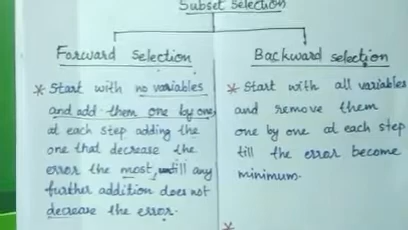 Subset Selection
Forward Selection
* Start with no variables
and add them one by one,
at each step adding the
one that decrease the
error the most, until any
further addition does not
decrease the error.
Backward selection
* Start with all variables
and remove them
one by one at each step
till the error become
minimum.
*